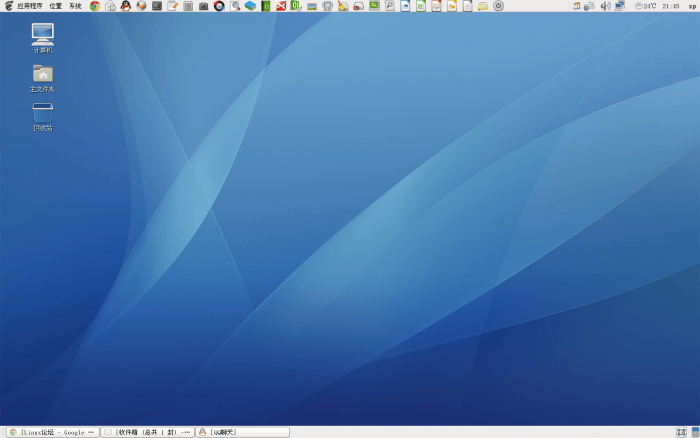 应用程序 位置 系统
24℃ 21:45 xp
计算机
主文件夹
回收站
[Linux论坛 - Google ...
[收件箱 (总共 1 封) -...
[QQ聊天]